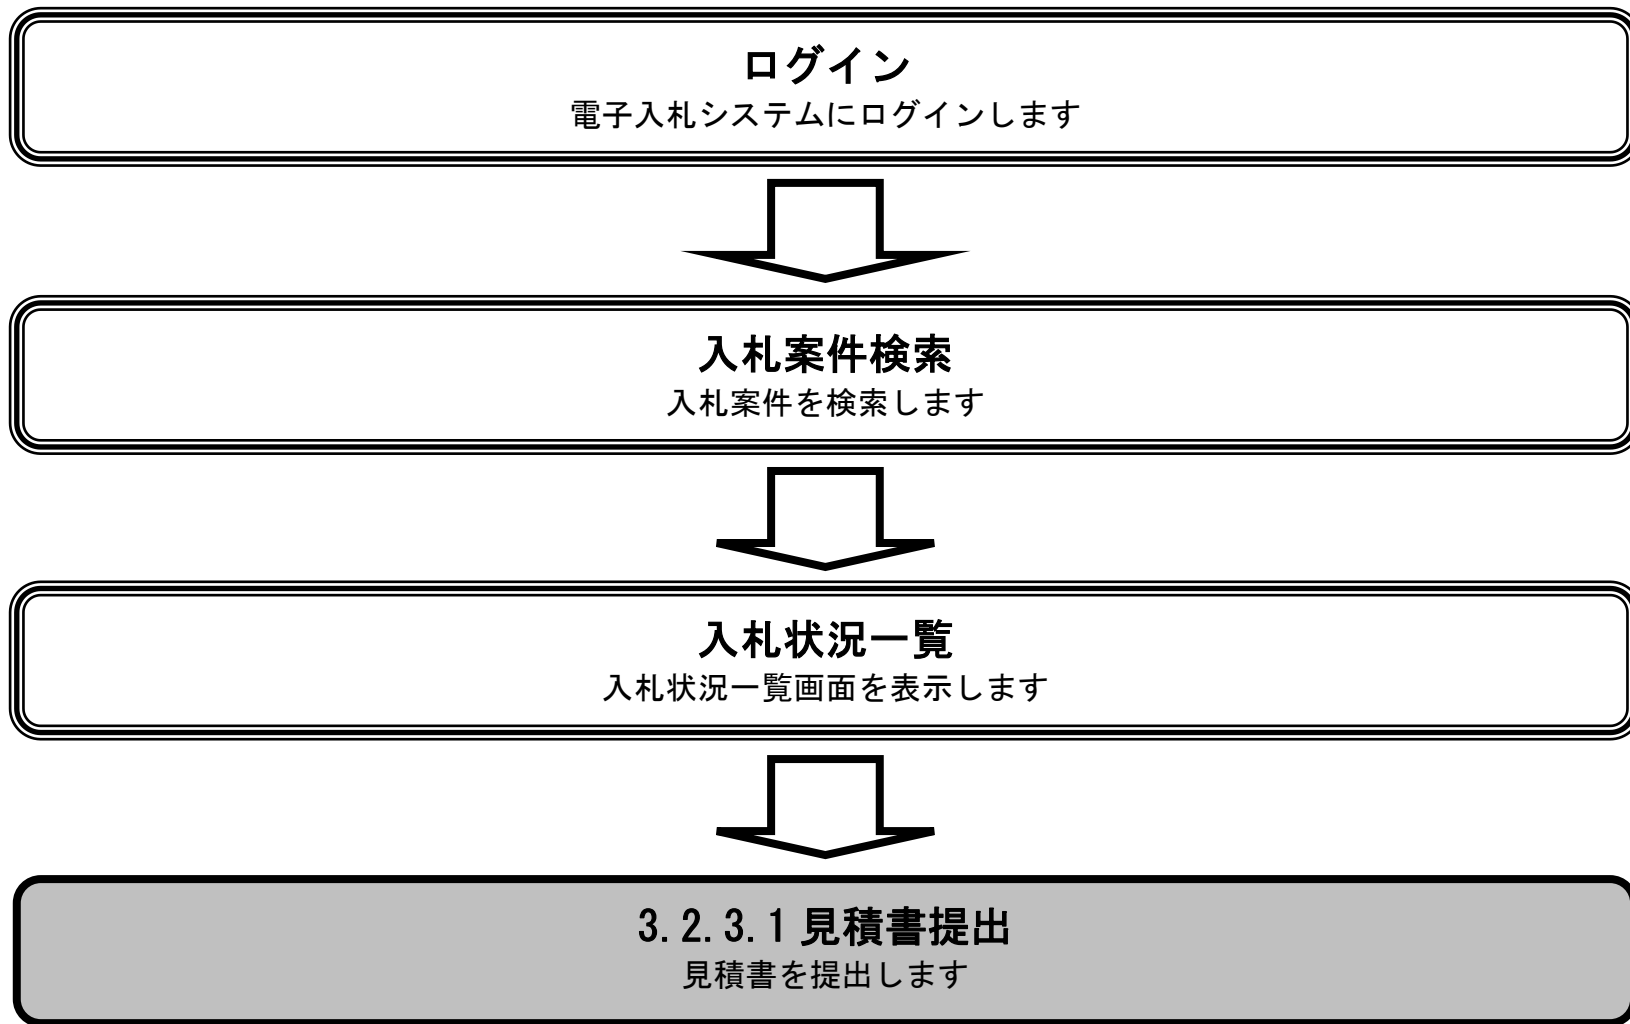 ログイン
電子入札システムにログインします
入札案件検索
入札案件を検索します
入札状況一覧
入札状況一覧画面を表示します
3.2.3.1 見積書提出
見積書を提出します